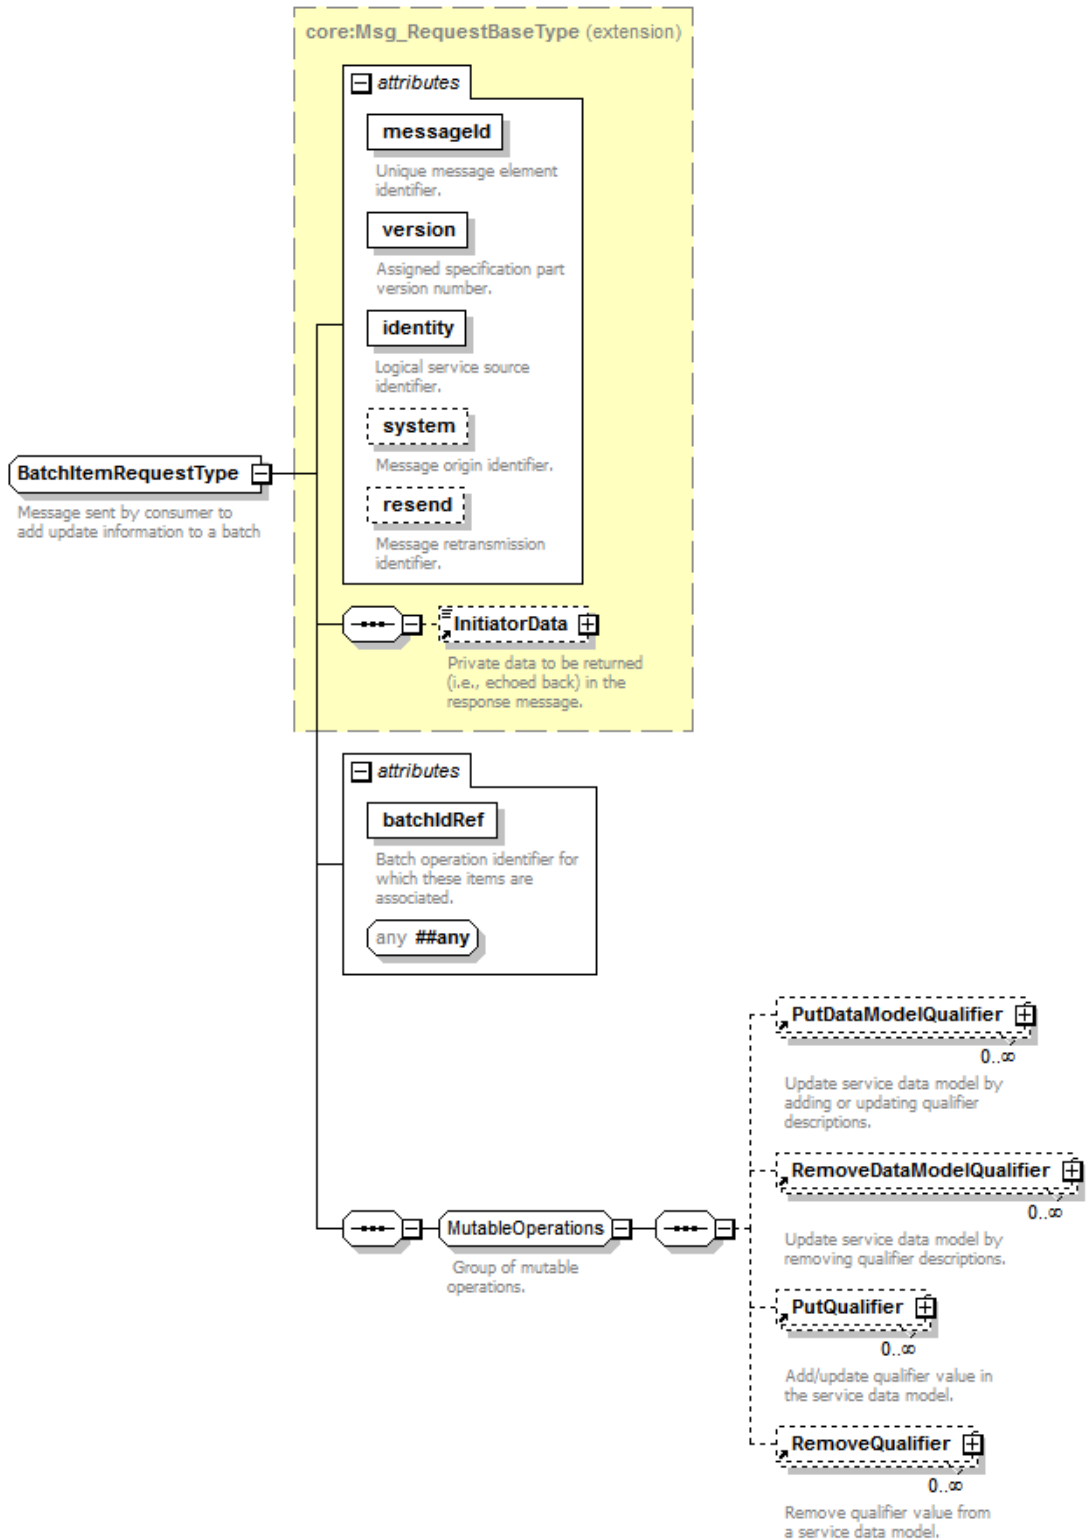 core:Msg_RequestBaseType (extension)
attributes
messageId
Unique message element
identifier.
version
Assigned specification part
version number.
identity
Logical service source
identifier.
system
Message origin identifier.
resend
Message retransmission
identifier.
BatchItemRequestType
Message sent by consumer to
add update information to a batch
InitiatorData
Private data to be returned
(i.e., echoed back) in the
response message.
attributes
batchIdRef
Batch operation identifier for
which these items are
associated.
any ##any
MutableOperations
Group of mutable
operations.
PutDataModelQualifier
0..∞
Update service data model by
adding or updating qualifier
descriptions.
RemoveDataModelQualifier
0..∞
Update service data model by
removing qualifier descriptions.
PutQualifier
0..∞
Add/update qualifier value in
the service data model.
RemoveQualifier
0..∞
Remove qualifier value from
a service data model.